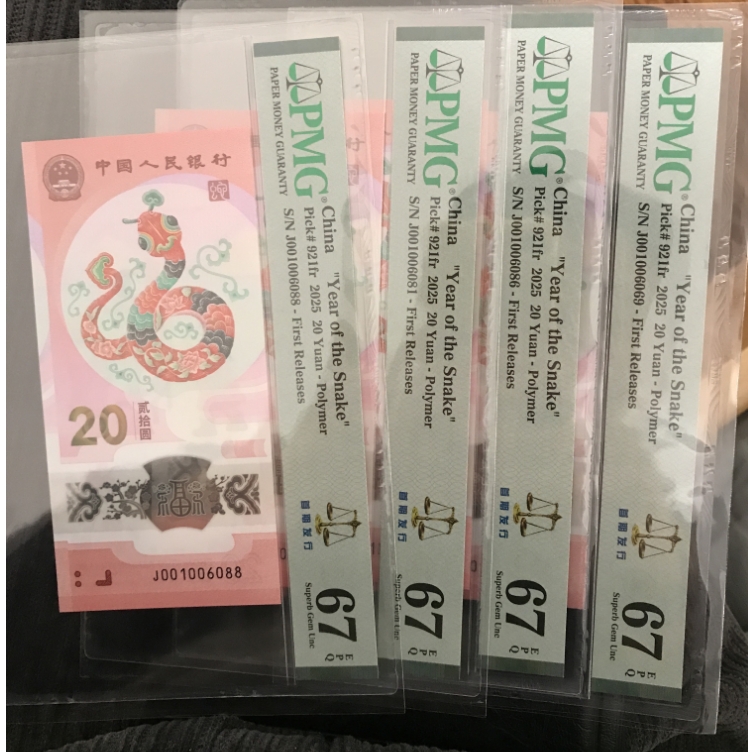 中国人民银行
20
贰拾圆
J001006088
PMG®
PAPER MONEY GUARANTY
China "Year of the Snake"
Pick# 921fr 2025 20 Yuan - Polymer
S/N J001006088 - First Releases
首期发行
67 EPQ
Superb Gem Unc
PMG®
PAPER MONEY GUARANTY
China "Year of the Snake"
Pick# 921fr 2025 20 Yuan - Polymer
S/N J001006081 - First Releases
首期发行
67 EPQ
Superb Gem Unc
PMG®
PAPER MONEY GUARANTY
China "Year of the Snake"
Pick# 921fr 2025 20 Yuan - Polymer
S/N J001006086 - First Releases
首期发行
67 EPQ
Superb Gem Unc
PMG®
PAPER MONEY GUARANTY
China "Year of the Snake"
Pick# 921fr 2025 20 Yuan - Polymer
S/N J001006069 - First Releases
首期发行
67 EPQ
Superb Gem Unc